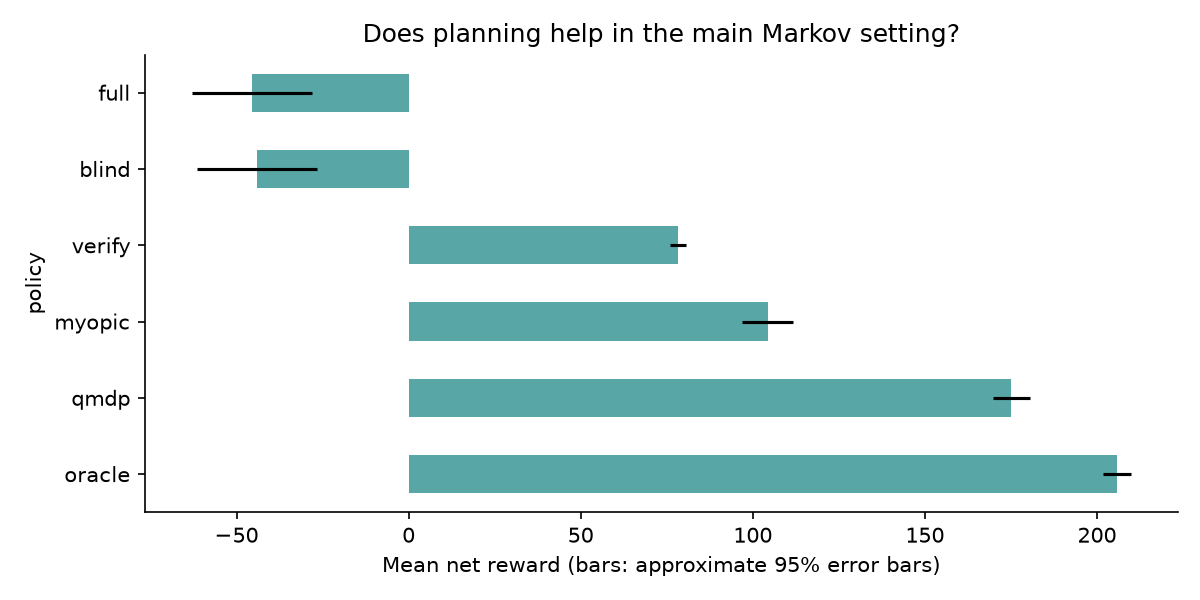 Does planning help in the main Markov setting?
full
blind
verify
myopic
qmdp
oracle
policy
−50
0
50
100
150
200
Mean net reward (bars: approximate 95% error bars)